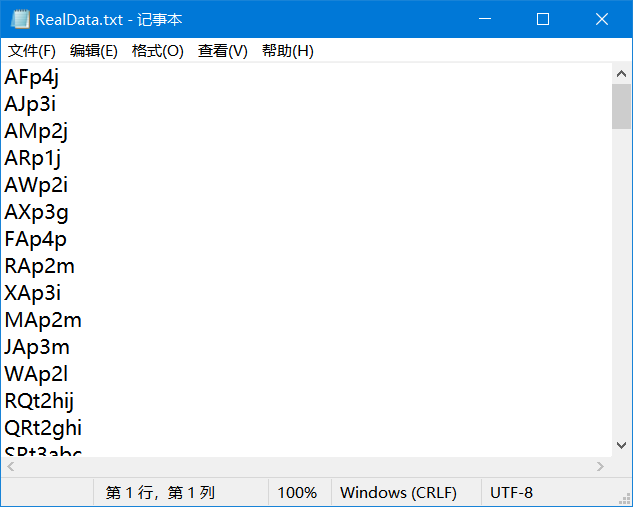 RealData.txt - 记事本
文件(F) 编辑(E) 格式(O) 查看(V) 帮助(H)
AFp4j
AJp3i
AMp2j
ARp1j
AWp2i
AXp3g
FAp4p
RAp2m
XAp3i
MAp2m
JAp3m
WAp2l
RQt2hij
QRt2ghi
SRt3abc
第 1 行，第 1 列 100% Windows (CRLF) UTF-8